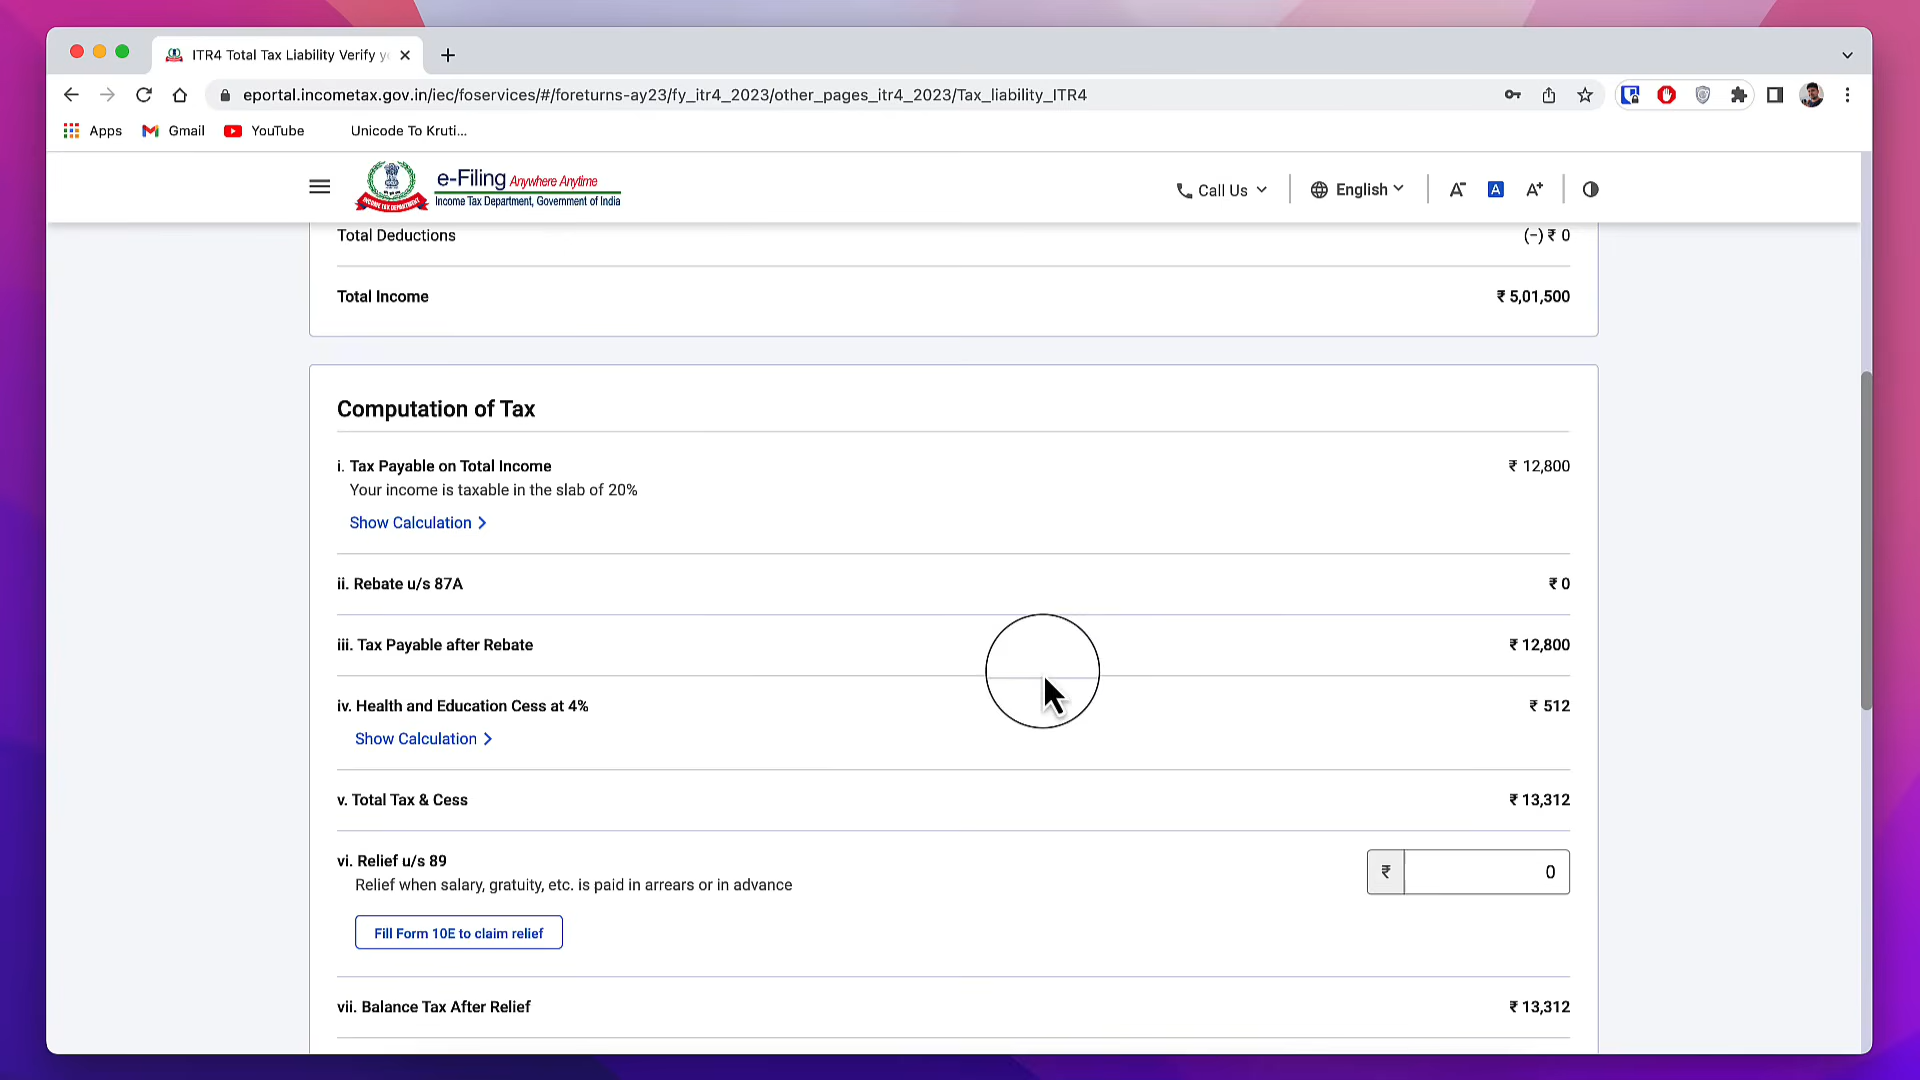 ITR4 Total Tax Liability Verify y
eportal.incometax.gov.in/iec/foservices/#/foreturns-ay23/fy_itr4_2023/other_pages_itr4_2023/Tax_liability_ITR4
Apps Gmail YouTube Unicode To Kruti...
e-Filing Anywhere Anytime
Income Tax Department, Government of India
Call Us English A- A A+
Total Deductions (-) ₹ 0
Total Income ₹ 5,01,500
Computation of Tax
i. Tax Payable on Total Income ₹ 12,800
Your income is taxable in the slab of 20%
Show Calculation >
ii. Rebate u/s 87A ₹ 0
iii. Tax Payable after Rebate ₹ 12,800
iv. Health and Education Cess at 4% ₹ 512
Show Calculation >
v. Total Tax & Cess ₹ 13,312
vi. Relief u/s 89 ₹ 0
Relief when salary, gratuity, etc. is paid in arrears or in advance
Fill Form 10E to claim relief
vii. Balance Tax After Relief ₹ 13,312